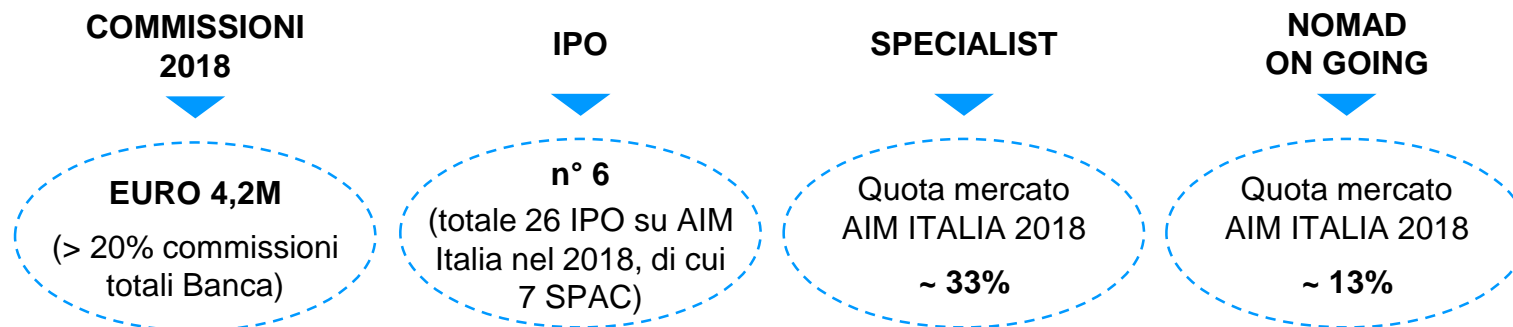 COMMISSIONI
2018
EURO 4,2M
(> 20% commissioni
totali Banca)
IPO
n° 6
(totale 26 IPO su AIM
Italia nel 2018, di cui
7 SPAC)
SPECIALIST
Quota mercato
AIM ITALIA 2018
~ 33%
NOMAD
ON GOING
Quota mercato
AIM ITALIA 2018
~ 13%